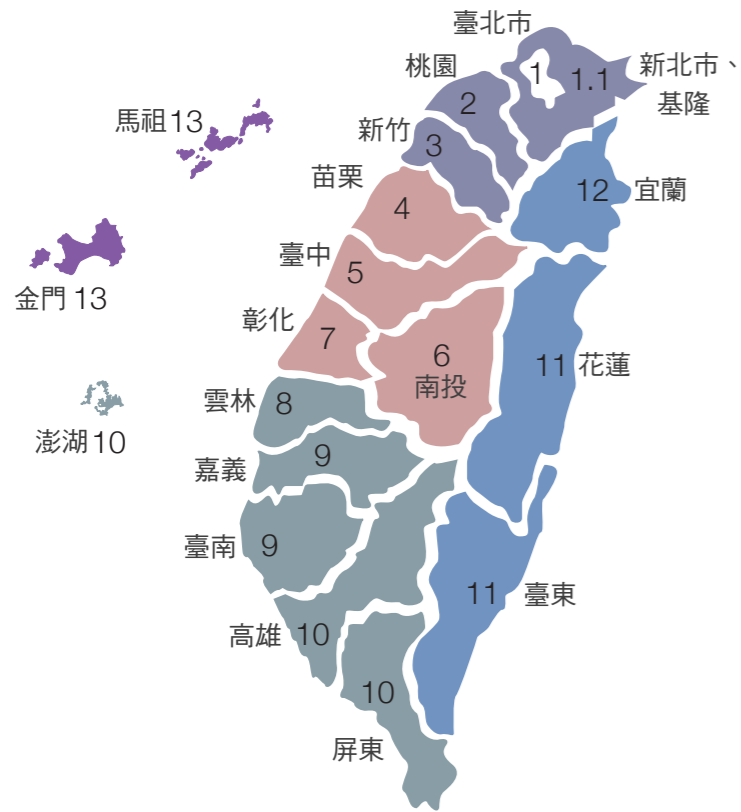 臺北市
1
1.1
新北市、
基隆
桃園
2
新竹
3
馬祖13
苗栗
4
12
宜蘭
臺中
5
金門 13
彰化
7
6
南投
11
花蓮
雲林
8
澎湖10
嘉義
9
臺南
9
11
臺東
高雄
10
10
屏東